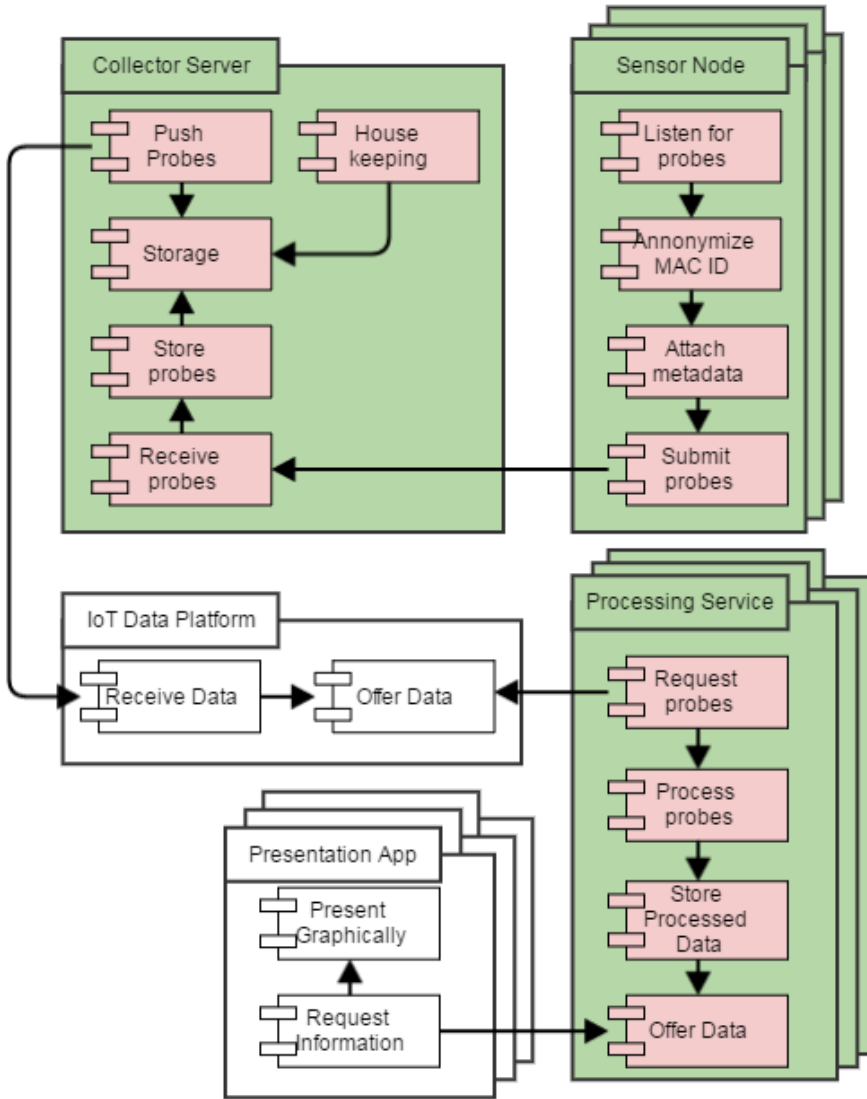 Collector Server
Push
Probes
House
keeping
Storage
Store
probes
Receive
probes
Sensor Node
Listen for
probes
Annonymize
MAC ID
Attach
metadata
Submit
probes
IoT Data Platform
Receive Data
Offer Data
Processing Service
Request
probes
Process
probes
Store
Processed
Data
Offer Data
Presentation App
Present
Graphically
Request
Information